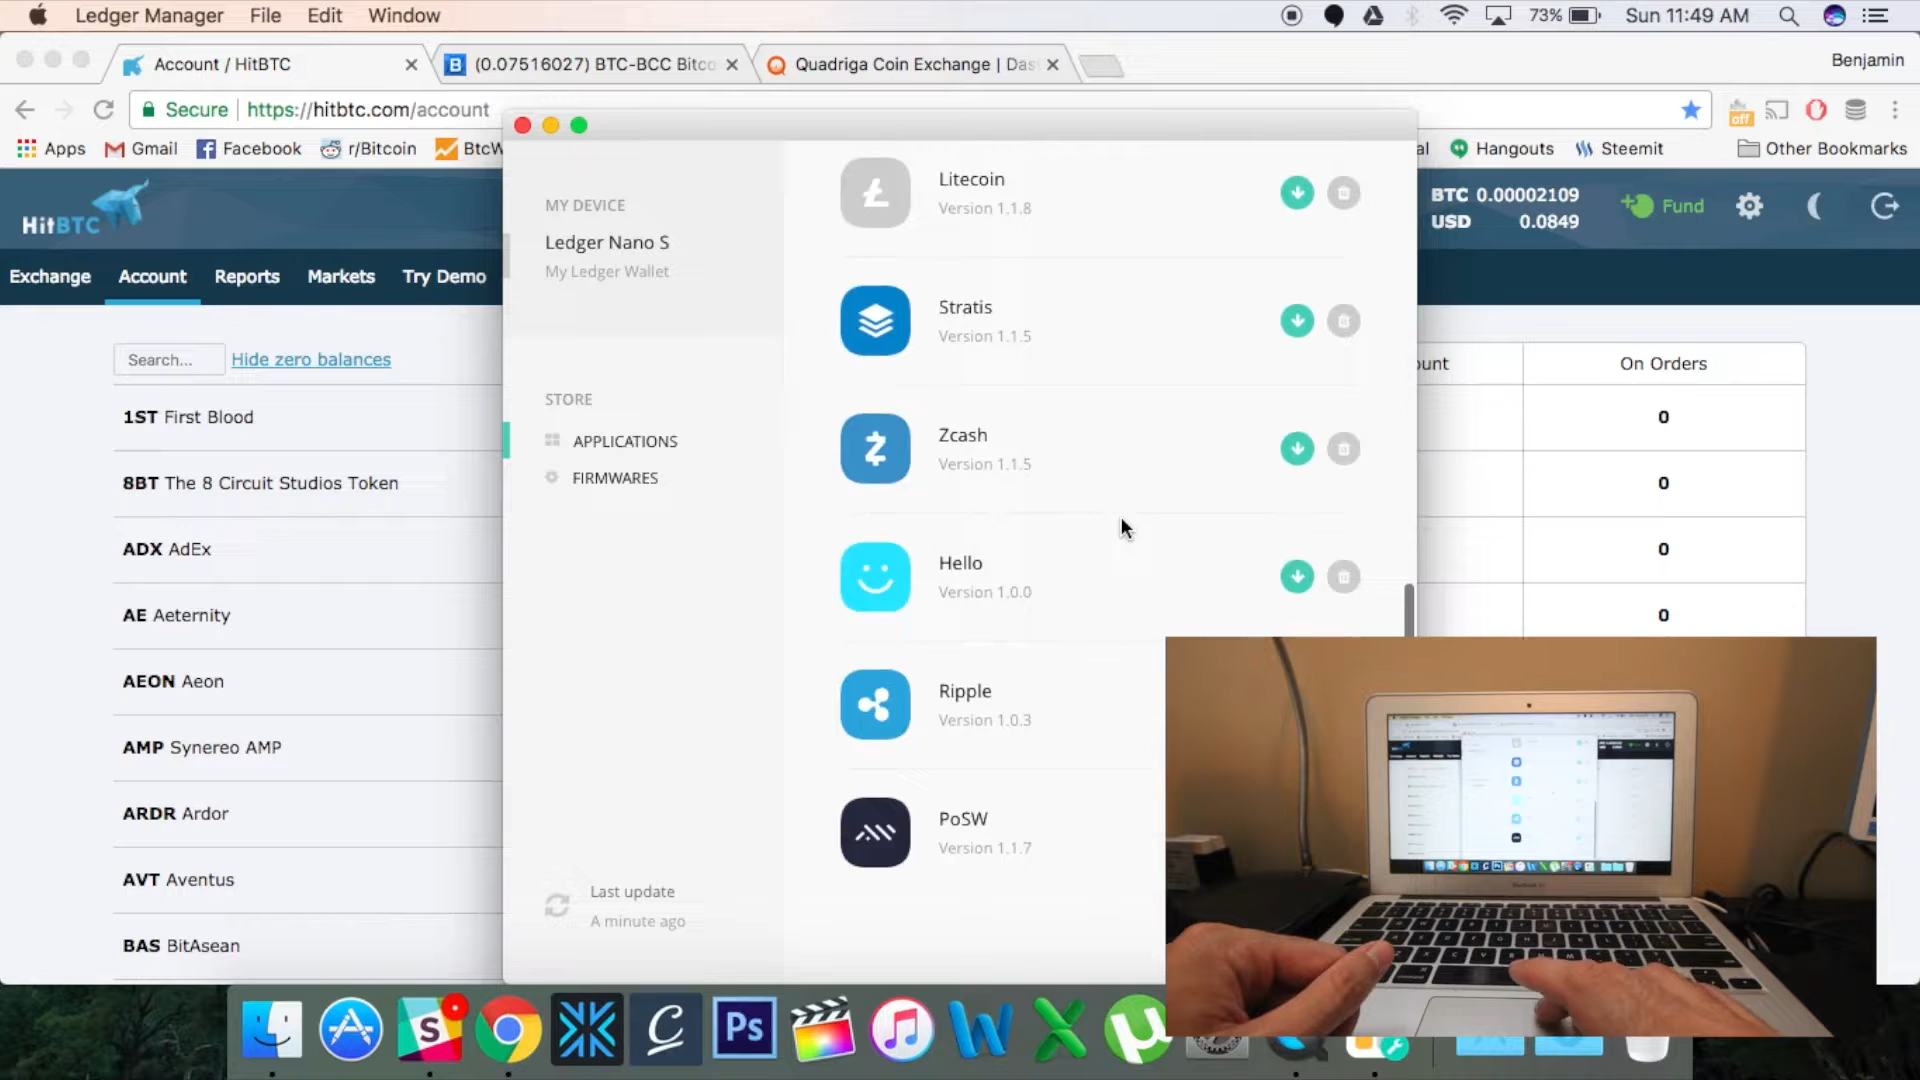 Ledger Manager File Edit Window
73% Sun 11:49 AM
Account / HitBTC
(0.07516027) BTC-BCC Bitco
Quadriga Coin Exchange | Das
Benjamin
Secure https://hitbtc.com/account
off
Apps Gmail Facebook r/Bitcoin BtcW
al Hangouts Steemit Other Bookmarks
HitBTC
BTC 0.00002109
USD 0.0849
Fund
Exchange Account Reports Markets Try Demo
Search... Hide zero balances
1ST First Blood
8BT The 8 Circuit Studios Token
ADX AdEx
AE Aeternity
AEON Aeon
AMP Synereo AMP
ARDR Ardor
AVT Aventus
BAS BitAsean
MY DEVICE
Ledger Nano S
My Ledger Wallet
STORE
APPLICATIONS
FIRMWARES
Last update
A minute ago
Litecoin
Version 1.1.8
Stratis
Version 1.1.5
Zcash
Version 1.1.5
Hello
Version 1.0.0
Ripple
Version 1.0.3
PoSW
Version 1.1.7
ount On Orders
0
0
0
0
S
C
Ps
W
X
µ